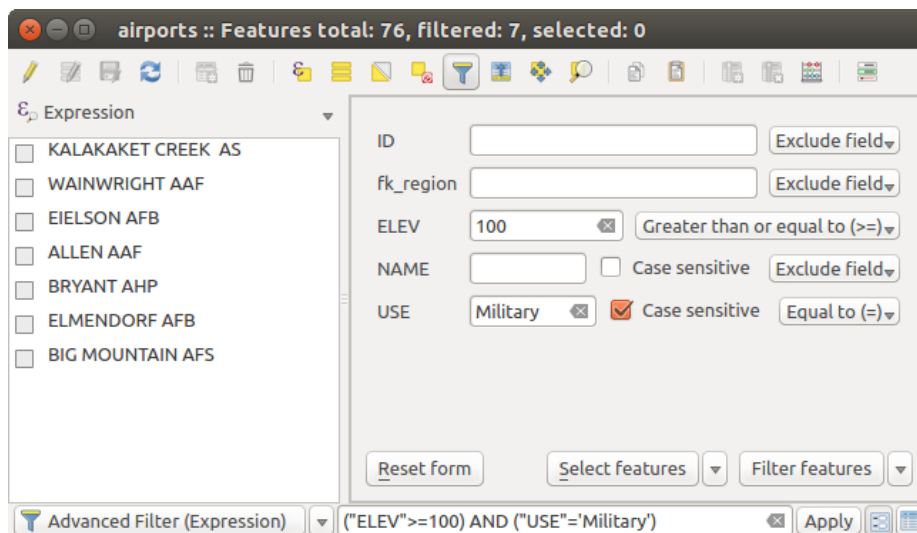 airports :: Features total: 76, filtered: 7, selected: 0
Expression
KALAKAKET CREEK  AS
WAINWRIGHT AAF
EIELSON AFB
ALLEN AAF
BRYANT AHP
ELMENDORF AFB
BIG MOUNTAIN AFS
ID Exclude field
fk_region Exclude field
ELEV 100 Greater than or equal to (>=)
NAME Case sensitive Exclude field
USE Military Case sensitive Equal to (=)
Reset form Select features Filter features
Advanced Filter (Expression) ("ELEV">=100) AND ("USE"='Military') Apply